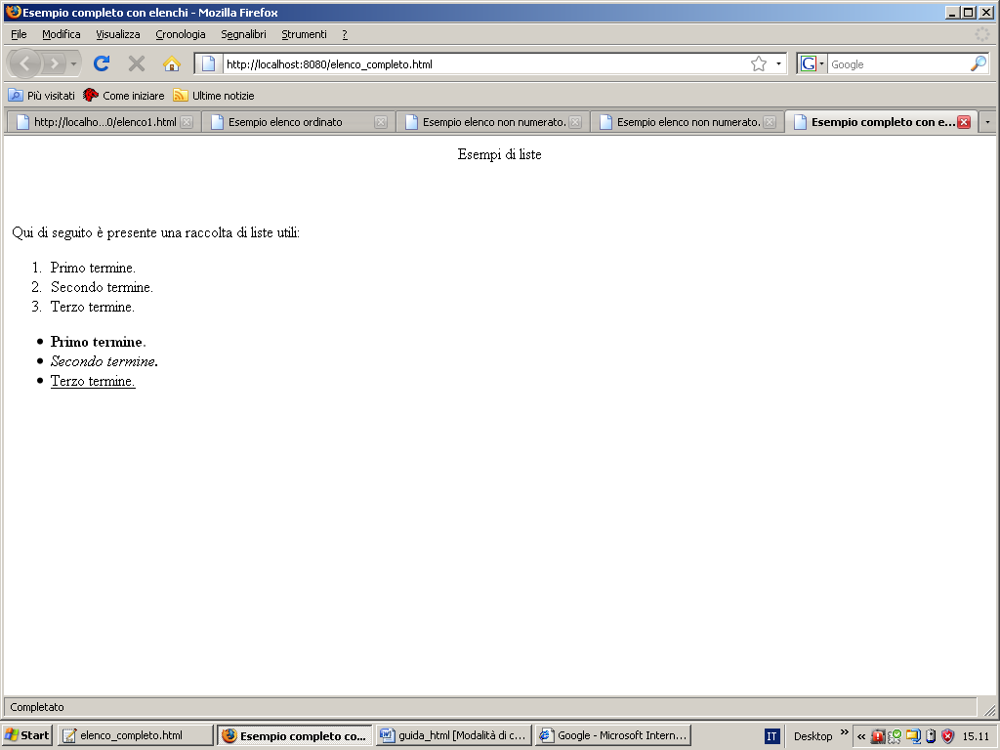 Esempio completo con elenchi - Mozilla Firefox
File Modifica Visualizza Cronologia Segnalibri Strumenti ?
http://localhost:8080/elenco_completo.html G Google
Più visitati Come iniziare Ultime notizie
http://localho...0/elenco1.html Esempio elenco ordinato Esempio elenco non numerato. Esempio elenco non numerato. Esempio completo con e...
Esempi di liste
Qui di seguito è presente una raccolta di liste utili:
1. Primo termine.
2. Secondo termine.
3. Terzo termine.
• Primo termine.
• Secondo termine.
• Terzo termine.
Completato
Start elenco_completo.html Esempio completo co... guida_html [Modalità di c... Google - Microsoft Intern... IT Desktop » « 15.11